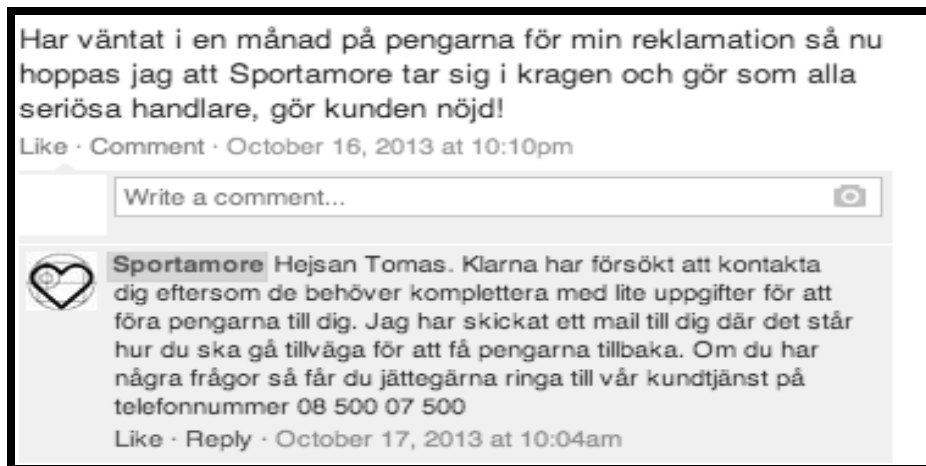 Har väntat i en månad på pengarna för min reklamation så nu
hoppas jag att Sportamore tar sig i kragen och gör som alla
seriösa handlare, gör kunden nöjd!
Like · Comment · October 16, 2013 at 10:10pm
Write a comment...
Sportamore Hejsan Tomas. Klarna har försökt att kontakta
dig eftersom de behöver komplettera med lite uppgifter för att
föra pengarna till dig. Jag har skickat ett mail till dig där det står
hur du ska gå tillväga för att få pengarna tillbaka. Om du har
några frågor så får du jättegärna ringa till vår kundtjänst på
telefonnummer 08 500 07 500
Like · Reply · October 17, 2013 at 10:04am